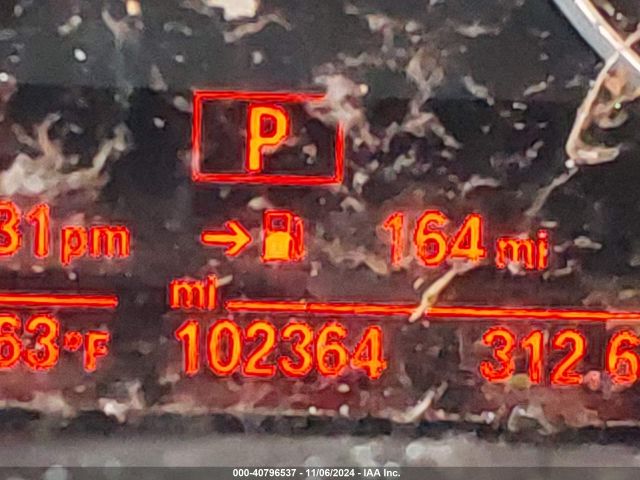 P
31 pm → 164 mi
mi
63°F 102364 312 6
000-40796537 - 11/06/2024 - IAA Inc.